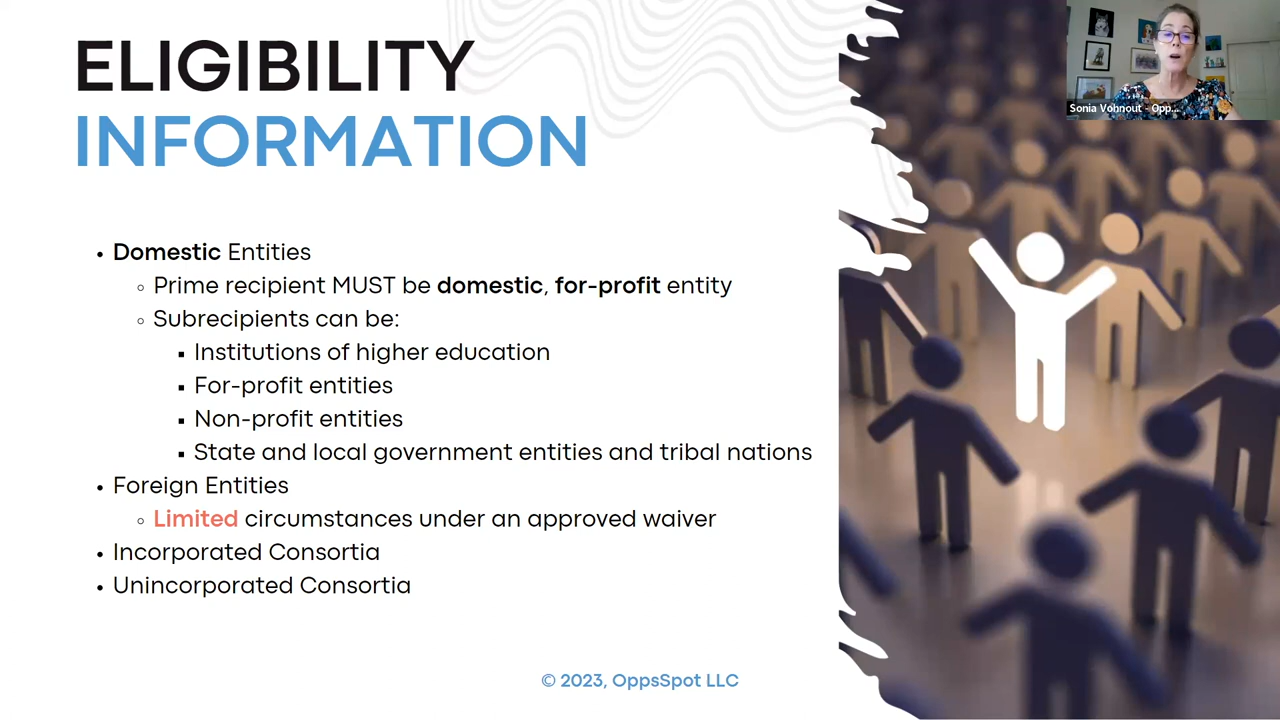 ELIGIBILITY
INFORMATION
• Domestic Entities
◦ Prime recipient MUST be domestic, for-profit entity
◦ Subrecipients can be:
▪ Institutions of higher education
▪ For-profit entities
▪ Non-profit entities
▪ State and local government entities and tribal nations
• Foreign Entities
◦ Limited circumstances under an approved waiver
• Incorporated Consortia
• Unincorporated Consortia
© 2023, OppsSpot LLC
Sonia Vohnout - Opp...